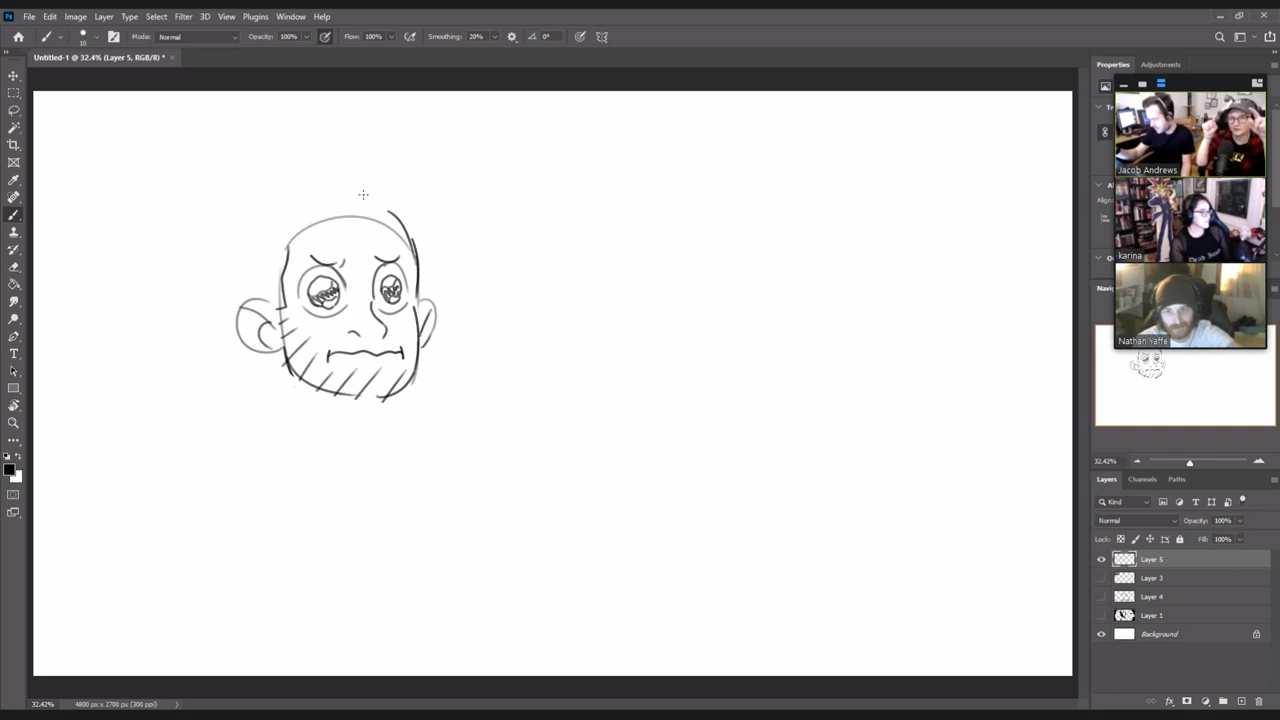 Ps File Edit Image Layer Type Select Filter 3D View Plugins Window Help
10 Mode: Normal Opacity: 100% Flow: 100% Smoothing: 20% 0°
Untitled-1 @ 32.4% (Layer 5, RGB/8) *
Properties Adjustments
Jacob Andrews
karina
Nathan Yaffe
32.42%
Layers Channels Paths
Kind
Normal Opacity: 100%
Lock: Fill: 100%
Layer 5
Layer 3
Layer 4
Layer 1
Background
32.42% 4800 px x 2700 px (300 ppi)